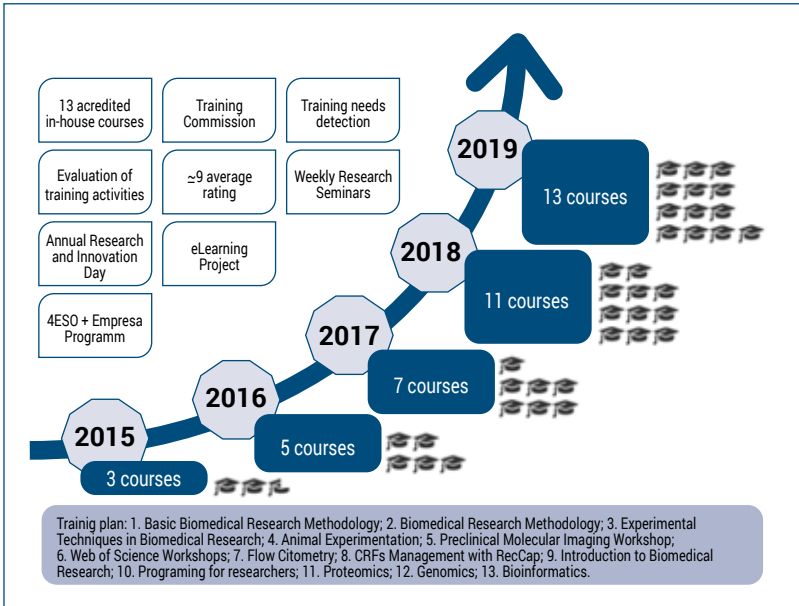 13 acredited
in-house courses
Training
Commission
Training needs
detection
Evaluation of
training activities
≃9 average
rating
Weekly Research
Seminars
Annual Research
and Innovation
Day
eLearning
Project
4ESO + Empresa
Programm
2019
13 courses
2018
11 courses
2017
7 courses
2016
5 courses
2015
3 courses
Trainig plan: 1. Basic Biomedical Research Methodology; 2. Biomedical Research Methodology; 3. Experimental
Techniques in Biomedical Research; 4. Animal Experimentation; 5. Preclinical Molecular Imaging Workshop;
6. Web of Science Workshops; 7. Flow Citometry; 8. CRFs Management with RecCap; 9. Introduction to Biomedical
Research; 10. Programing for researchers; 11. Proteomics; 12. Genomics; 13. Bioinformatics.